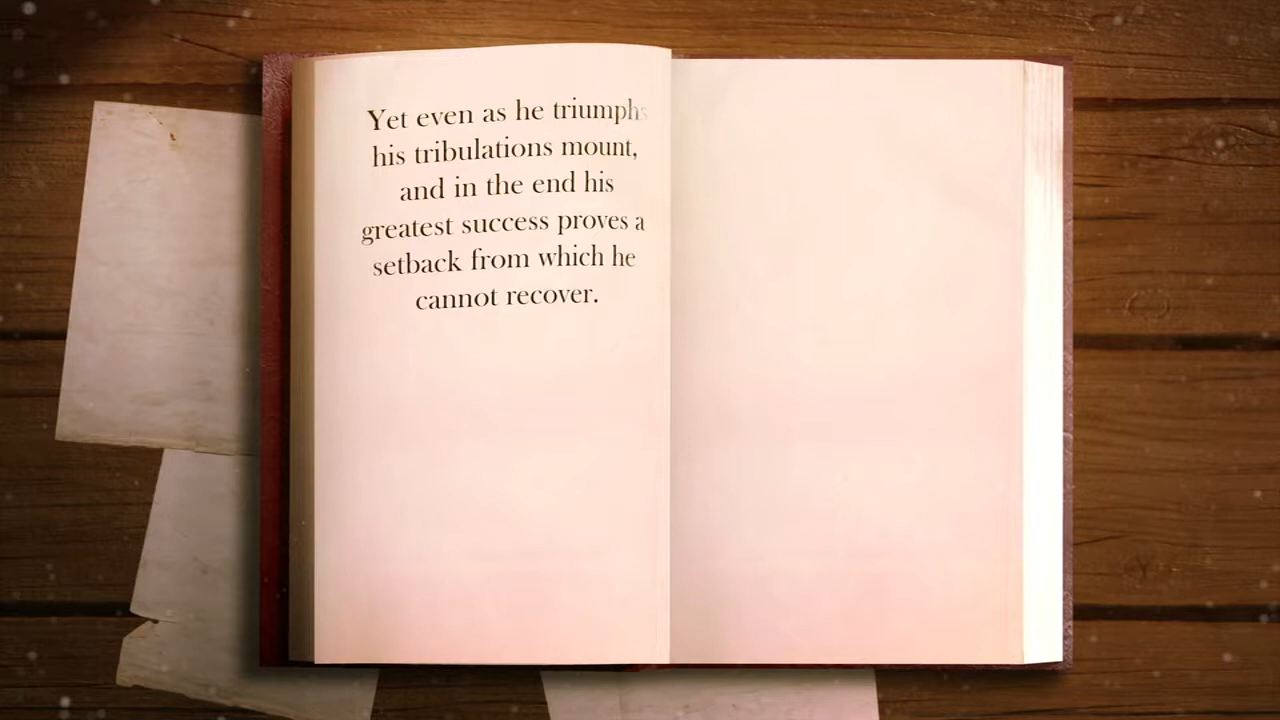 Yet even as he triumphs
his tribulations mount,
and in the end his
greatest success proves a
setback from which he
cannot recover.